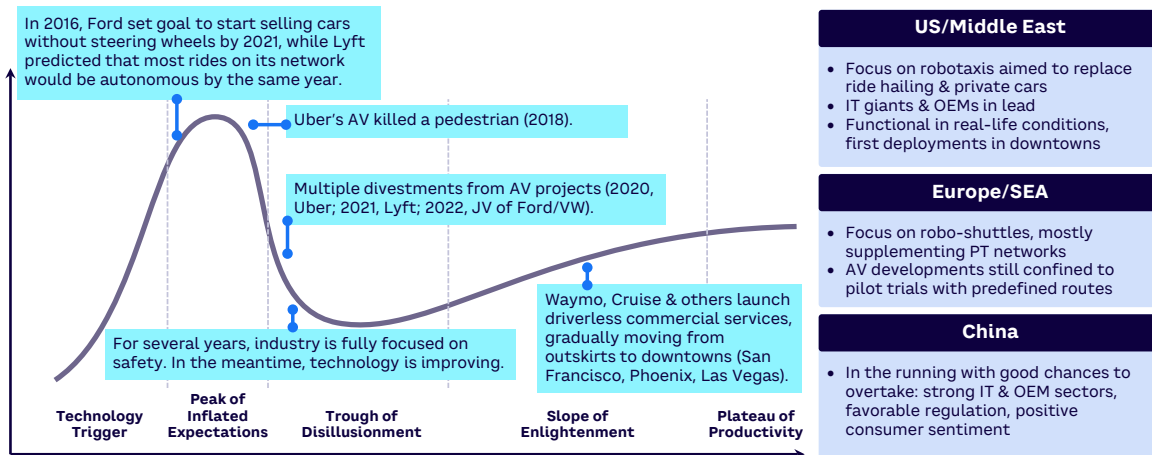 In 2016, Ford set goal to start selling cars
without steering wheels by 2021, while Lyft
predicted that most rides on its network
would be autonomous by the same year.
Uber's AV killed a pedestrian (2018).
Multiple divestments from AV projects (2020,
Uber; 2021, Lyft; 2022, JV of Ford/VW).
For several years, industry is fully focused on
safety. In the meantime, technology is improving.
Waymo, Cruise & others launch
driverless commercial services,
gradually moving from
outskirts to downtowns (San
Francisco, Phoenix, Las Vegas).
Technology
Trigger
Peak of
Inflated
Expectations
Trough of
Disillusionment
Slope of
Enlightenment
Plateau of
Productivity
US/Middle East
• Focus on robotaxis aimed to replace
ride hailing & private cars
• IT giants & OEMs in lead
• Functional in real-life conditions,
first deployments in downtowns
Europe/SEA
• Focus on robo-shuttles, mostly
supplementing PT networks
• AV developments still confined to
pilot trials with predefined routes
China
• In the running with good chances to
overtake: strong IT & OEM sectors,
favorable regulation, positive
consumer sentiment